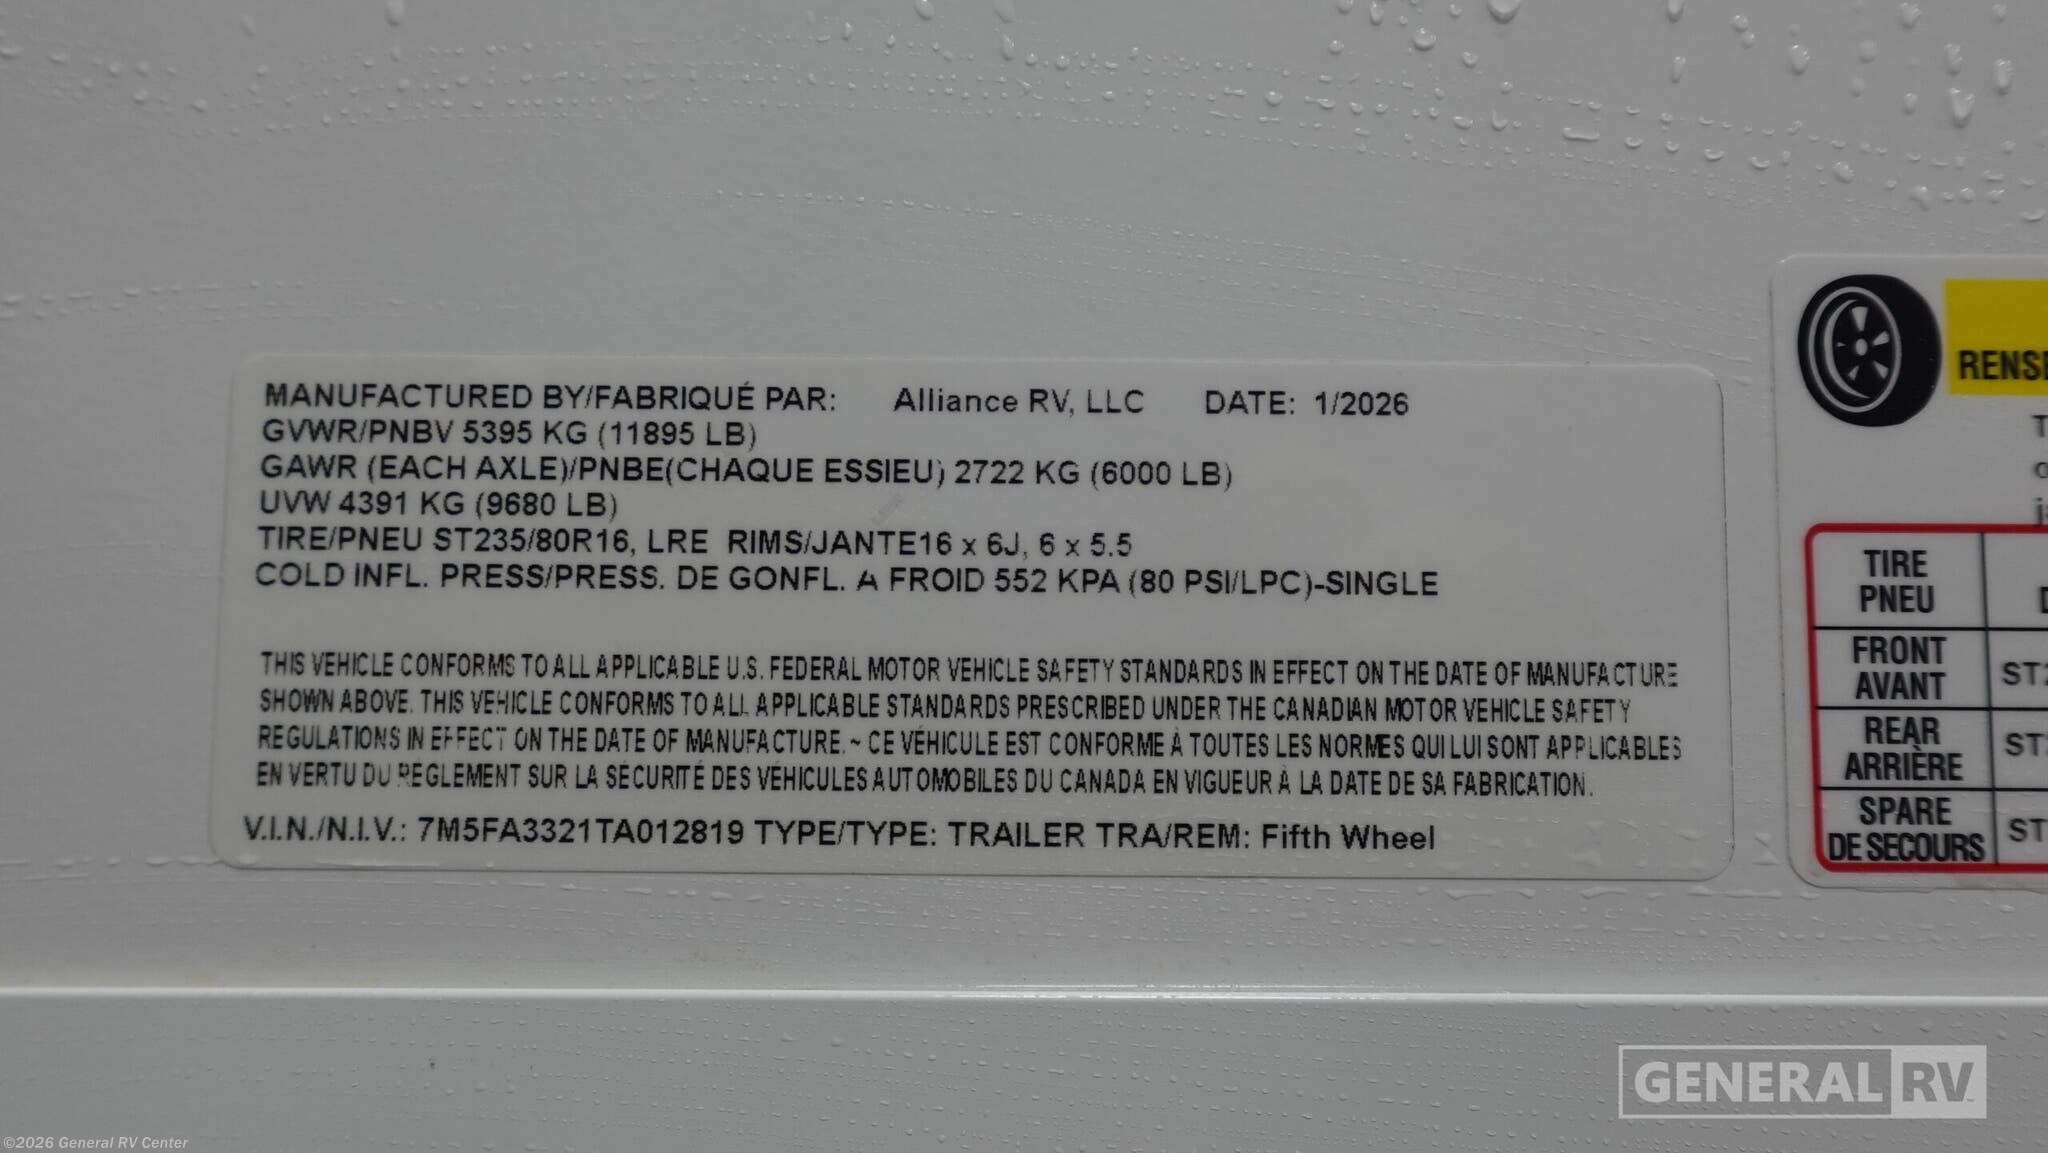 MANUFACTURED BY/FABRIQUÉ PAR: Alliance RV, LLC DATE: 1/2026
GVWR/PNBV 5395 KG (11895 LB)
GAWR (EACH AXLE)/PNBE(CHAQUE ESSIEU) 2722 KG (6000 LB)
UVW 4391 KG (9680 LB)
TIRE/PNEU ST235/80R16, LRE RIMS/JANTE16 x 6J, 6 x 5.5
COLD INFL. PRESS/PRESS. DE GONFL. A FROID 552 KPA (80 PSI/LPC)-SINGLE
THIS VEHICLE CONFORMS TO ALL APPLICABLE U.S. FEDERAL MOTOR VEHICLE SAFETY STANDARDS IN EFFECT ON THE DATE OF MANUFACTURE
SHOWN ABOVE. THIS VEHICLE CONFORMS TO ALL APPLICABLE STANDARDS PRESCRIBED UNDER THE CANADIAN MOTOR VEHICLE SAFETY
REGULATIONS IN EFFECT ON THE DATE OF MANUFACTURE. ~ CE VÉHICULE EST CONFORME À TOUTES LES NORMES QUI LUI SONT APPLICABLES
EN VERTU DU RÈGLEMENT SUR LA SÉCURITÉ DES VÉHICULES AUTOMOBILES DU CANADA EN VIGUEUR À LA DATE DE SA FABRICATION.
V.I.N./N.I.V.: 7M5FA3321TA012819 TYPE/TYPE: TRAILER TRA/REM: Fifth Wheel
RENSE
TIRE
PNEU
FRONT
AVANT
ST2
REAR
ARRIÈRE
ST2
SPARE
DE SECOURS
ST
GENERAL RV
©2026 General RV Center